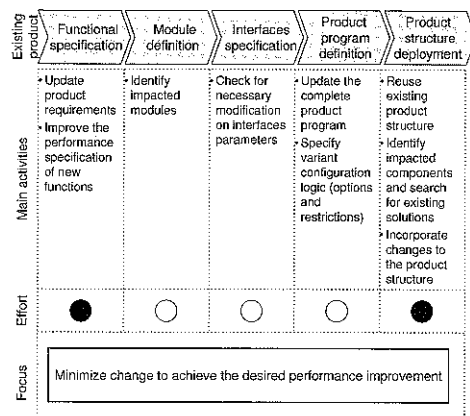 Existing
product
Functional
specification
Module
definition
Interfaces
specification
Product
program
definition
Product
structure
deployment
Main activities
Update
product
requirements
Improve the
performance
specification
of new
functions
Identify
impacted
modules
Check for
necessary
modification
on interfaces
parameters
Update the
complete
product
program
Specify
variant
configuration
logic (options
and
restrictions)
Reuse
existing
product
structure
Identify
impacted
components
and search
for existing
solutions
Incorporate
changes to
the product
structure
Effort
Focus
Minimize change to achieve the desired performance improvement